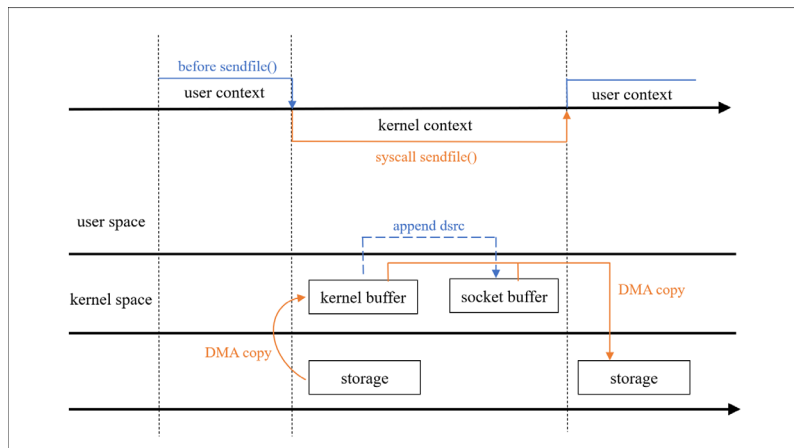 before sendfile()
user context
user context
kernel context
syscall sendfile()
user space
append dsrc
kernel space
kernel buffer
socket buffer
DMA copy
DMA copy
storage
storage